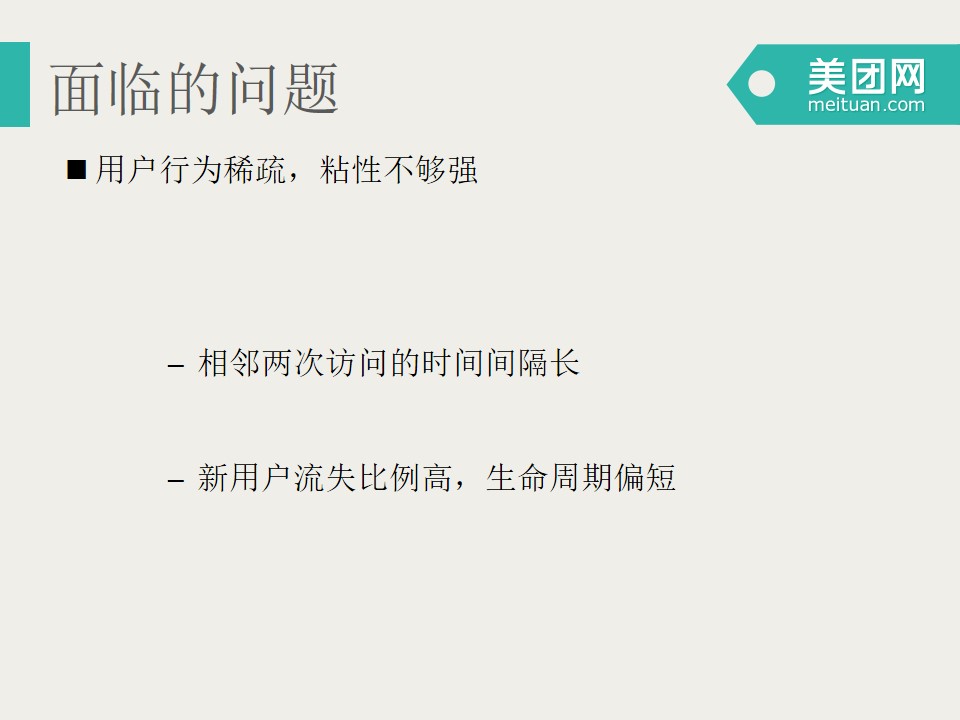 面临的问题
美团网
meituan.com
■ 用户行为稀疏，粘性不够强
– 相邻两次访问的时间间隔长
– 新用户流失比例高，生命周期偏短